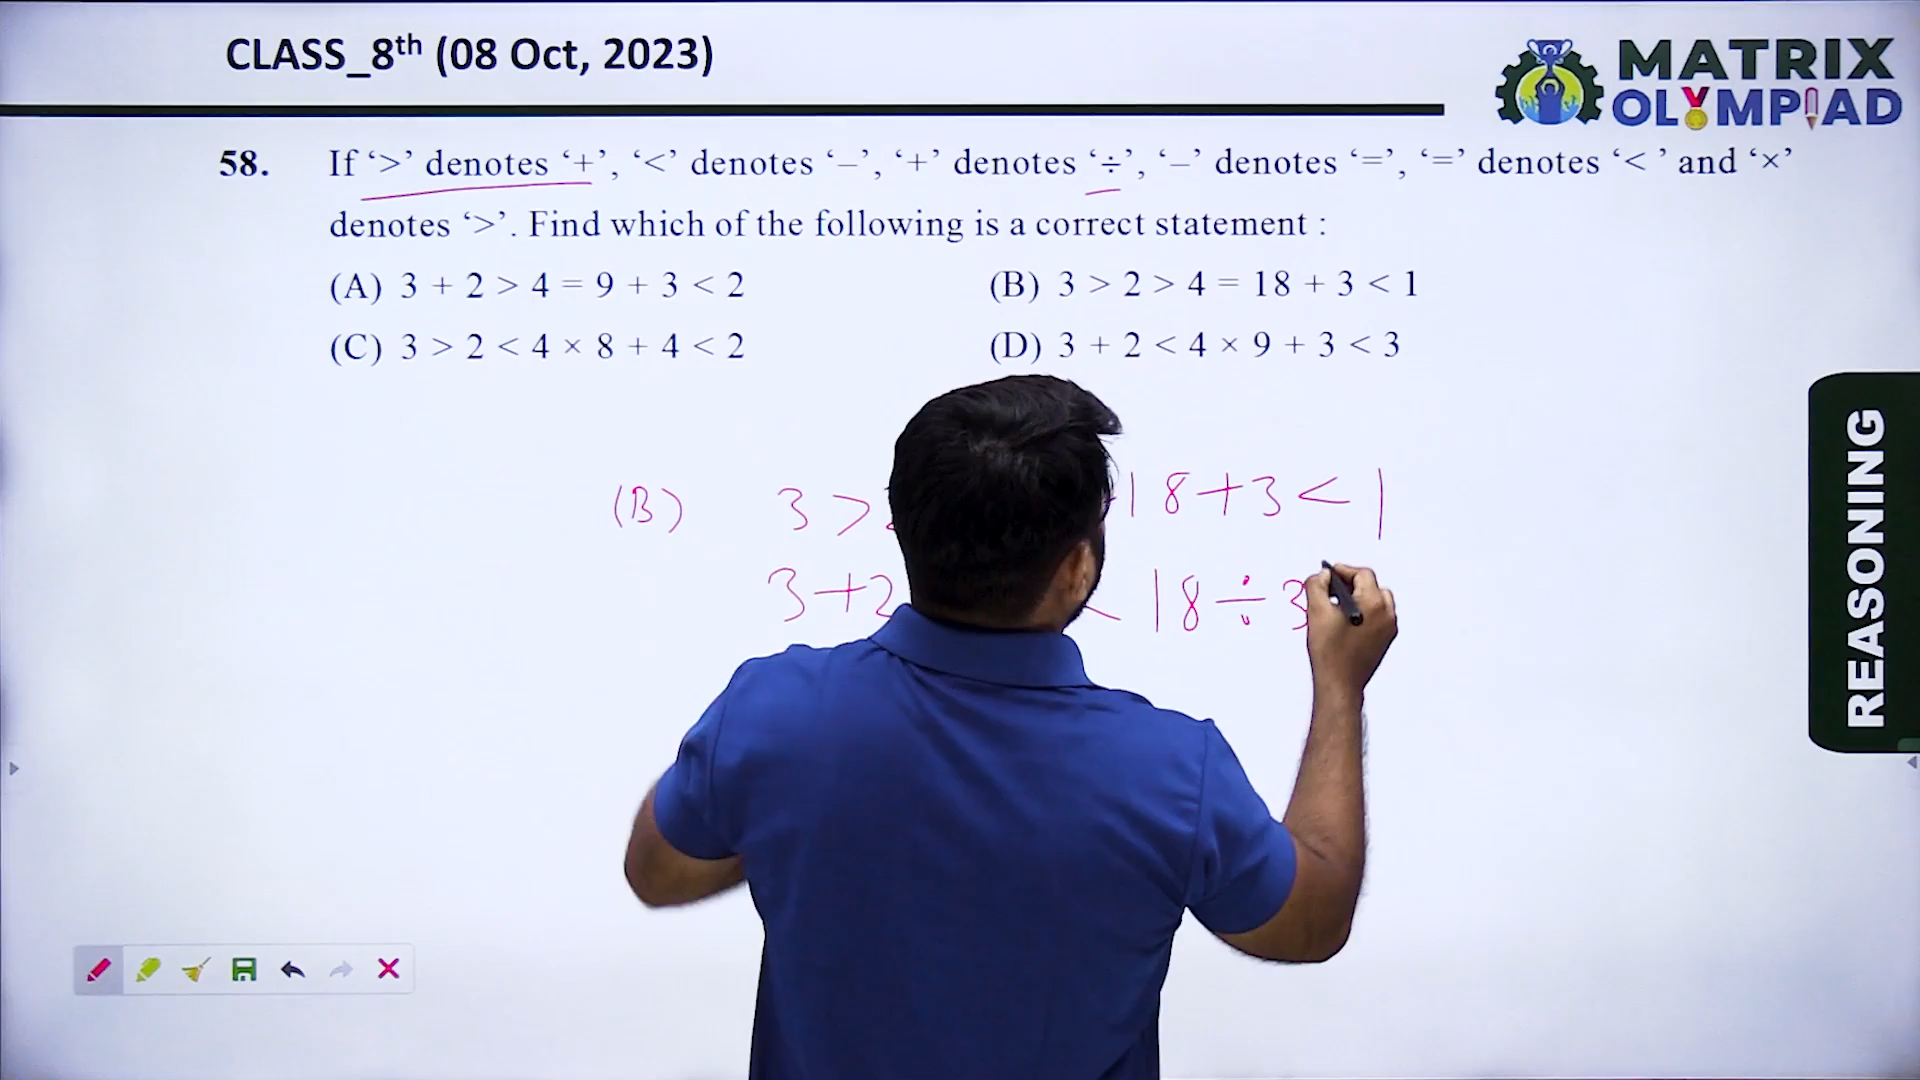 CLASS_8th (08 Oct, 2023)
MATRIX
OLYMPIAD
58. If ‘>’ denotes ‘+’, ‘<’ denotes ‘–’, ‘+’ denotes ‘÷’, ‘–’ denotes ‘=’, ‘=’ denotes ‘< ’ and ‘×’
denotes ‘>’. Find which of the following is a correct statement :
(A) 3 + 2 > 4 = 9 + 3 < 2 (B) 3 > 2 > 4 = 18 + 3 < 1
(C) 3 > 2 < 4 × 8 + 4 < 2 (D) 3 + 2 < 4 × 9 + 3 < 3
(B) 3 > 18 + 3 < 1
3 + 2 < 18 ÷ 3
REASONING